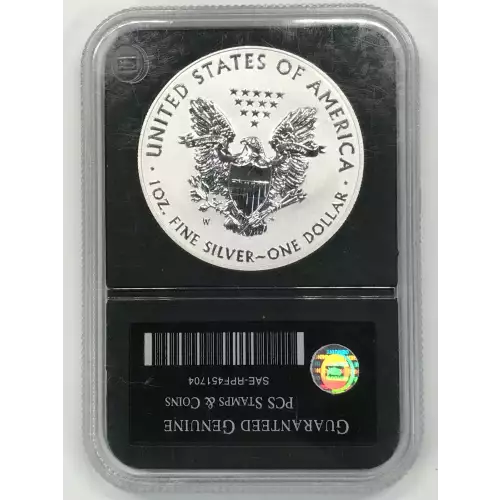 UNITED STATES OF AMERICA
W
1 OZ. FINE SILVER~ONE DOLLAR
GUARANTEED GENUINE
PCS STAMPS & COINS
SAE-RPF451704